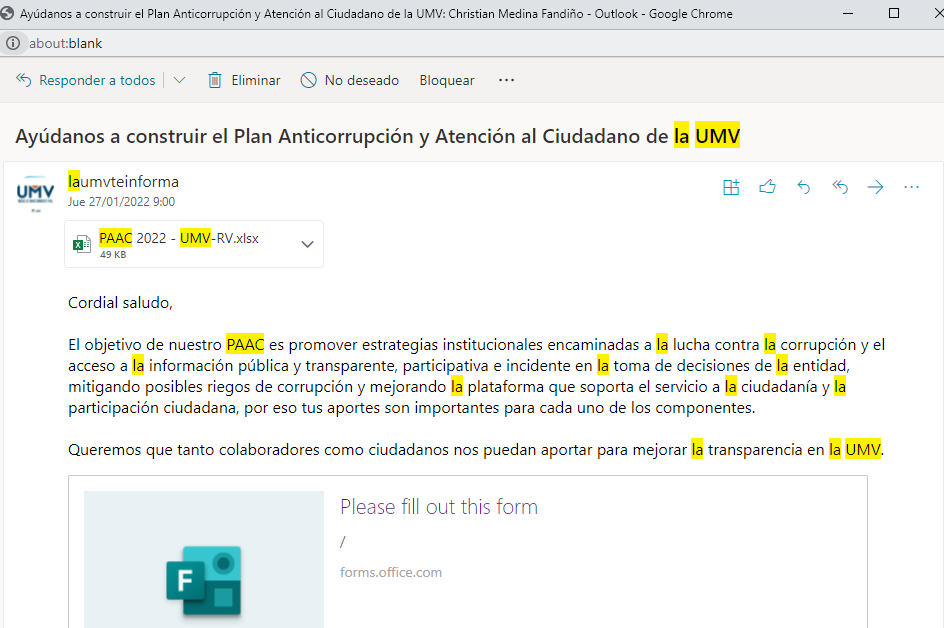 Ayúdanos a construir el Plan Anticorrupción y Atención al Ciudadano de la UMV: Christian Medina Fandiño - Outlook - Google Chrome
about:blank
Responder a todos Eliminar No deseado Bloquear ...
Ayúdanos a construir el Plan Anticorrupción y Atención al Ciudadano de la UMV
UMV
laumvteinforma
Jue 27/01/2022 9:00
PAAC 2022 - UMV-RV.xlsx
49 KB
Cordial saludo,
El objetivo de nuestro PAAC es promover estrategias institucionales encaminadas a la lucha contra la corrupción y el
acceso a la información pública y transparente, participativa e incidente en la toma de decisiones de la entidad,
mitigando posibles riegos de corrupción y mejorando la plataforma que soporta el servicio a la ciudadanía y la
participación ciudadana, por eso tus aportes son importantes para cada uno de los componentes.
Queremos que tanto colaboradores como ciudadanos nos puedan aportar para mejorar la transparencia en la UMV.
Please fill out this form
/
forms.office.com
F